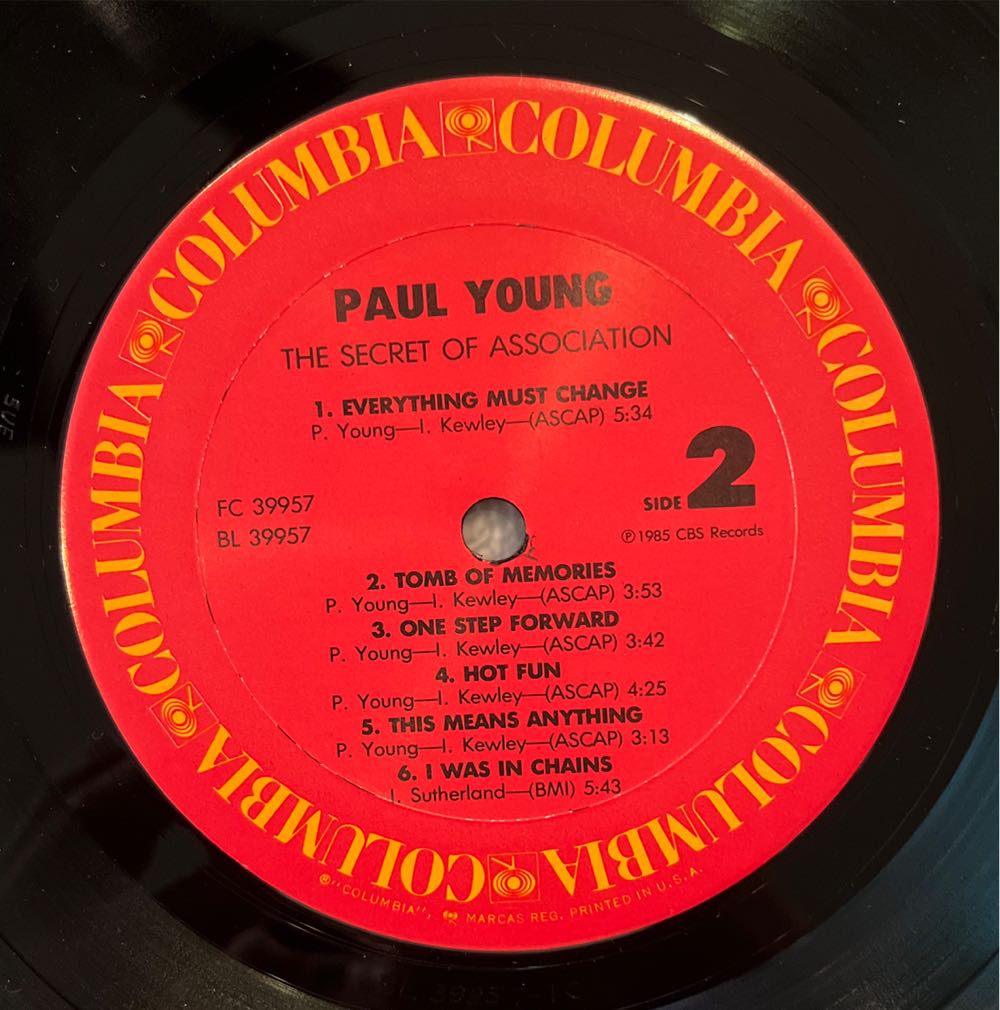 COLUMBIA COLUMBIA COLUMBIA COLUMBIA COLUMBIA COLUMBIA COLUMBIA
PAUL YOUNG
THE SECRET OF ASSOCIATION
1. EVERYTHING MUST CHANGE
P. Young—I. Kewley—(ASCAP) 5:34
FC 39957
BL 39957
SIDE 2
Ⓟ 1985 CBS Records
2. TOMB OF MEMORIES
P. Young—I. Kewley—(ASCAP) 3:53
3. ONE STEP FORWARD
P. Young—I. Kewley—(ASCAP) 3:42
4. HOT FUN
P. Young—I. Kewley—(ASCAP) 4:25
5. THIS MEANS ANYTHING
P. Young—I. Kewley—(ASCAP) 3:13
6. I WAS IN CHAINS
I. Sutherland—(BMI) 5:43
®"COLUMBIA", MARCAS REG. PRINTED IN U.S.A.